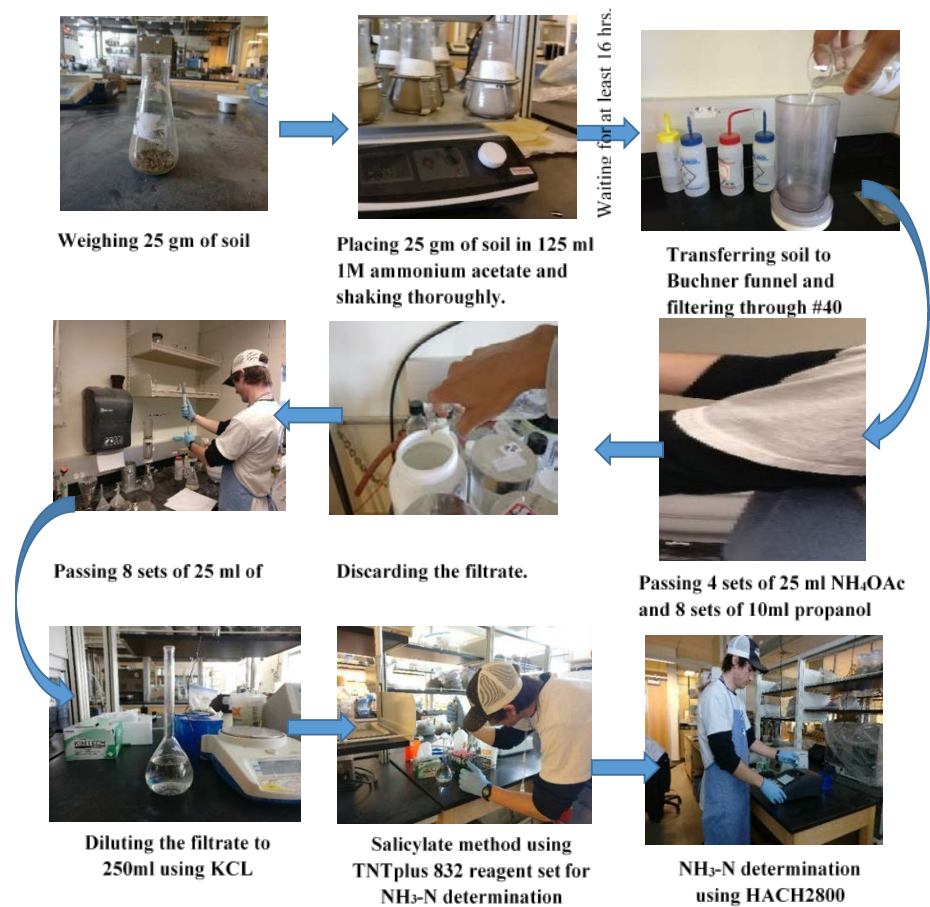 Weighing 25 gm of soil
Placing 25 gm of soil in 125 ml
1M ammonium acetate and
shaking thoroughly.
Waiting for at least 16 hrs.
Transferring soil to
Buchner funnel and
filtering through #40
Passing 4 sets of 25 ml NH₄OAc
and 8 sets of 10ml propanol
Discarding the filtrate.
Passing 8 sets of 25 ml of
KIMTECH
Diluting the filtrate to
250ml using KCL
Salicylate method using
TNTplus 832 reagent set for
NH₃-N determination
NH₃-N determination
using HACH2800